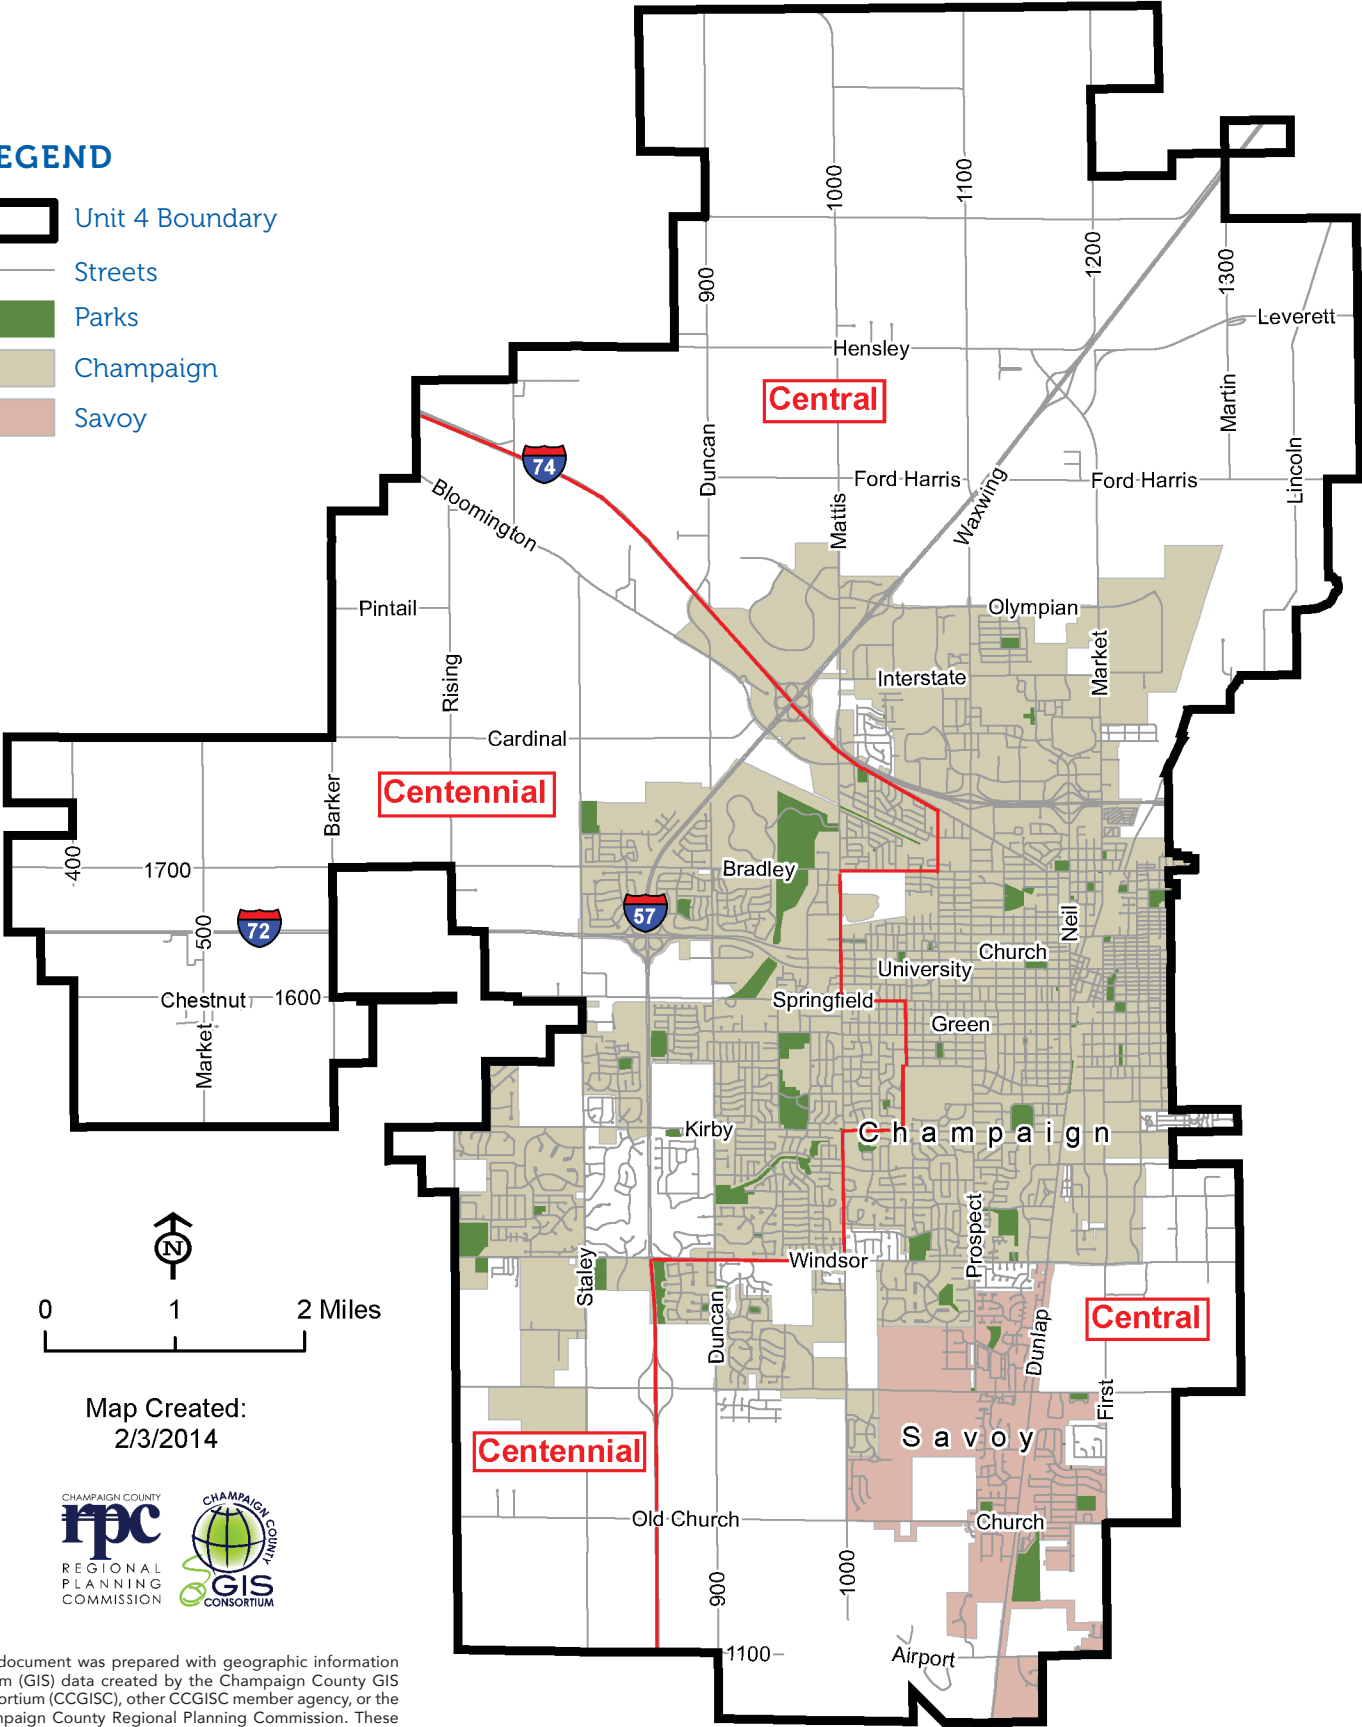 EGEND
Unit 4 Boundary
Streets
Parks
Champaign
Savoy
1000
1100
1200
1300
900
Leverett
Hensley
Central
Martin
Duncan
74
Lincoln
Ford Harris
Ford Harris
Bloomington
Mattis
Waxwing
Pintail
Olympian
Rising
Market
Interstate
Cardinal
Centennial
Barker
400
1700
Bradley
57
500
72
Neil
Church
University
Chestnut
1600
Springfield
Green
Market
Kirby
Champaign
Prospect
N
Staley
Windsor
0 1 2 Miles
Duncan
Dunlap
Central
First
Map Created:
2/3/2014
Savoy
Centennial
CHAMPAIGN COUNTY
rpc
REGIONAL
PLANNING
COMMISSION
CHAMPAIGN COUNTY
GIS
CONSORTIUM
Old Church
Church
900
1000
1100
Airport
document was prepared with geographic information
m (GIS) data created by the Champaign County GIS
ortium (CCGISC), other CCGISC member agency, or the
mpaign County Regional Planning Commission. These